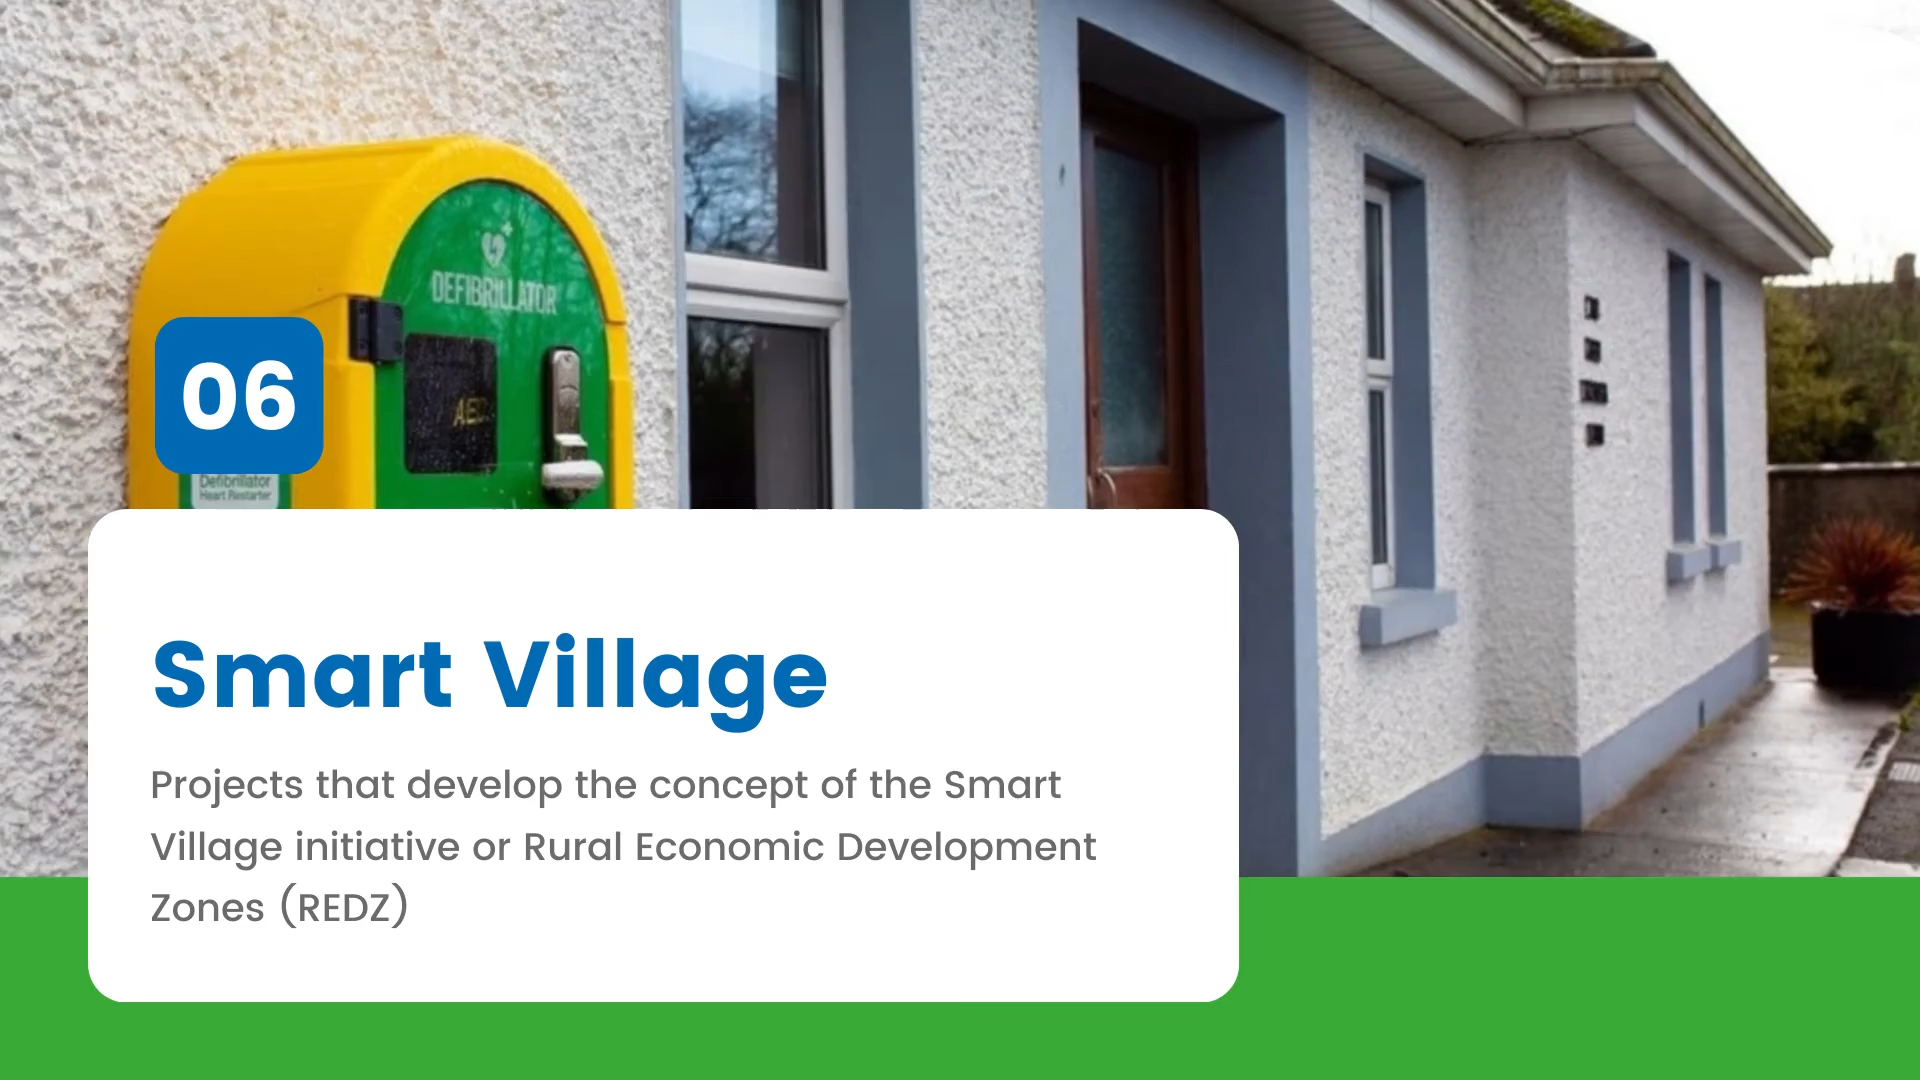 DEFIBRILLATOR
06
AED
Defibrillator
Heart Restarter
Smart Village
Projects that develop the concept of the Smart
Village initiative or Rural Economic Development
Zones (REDZ)